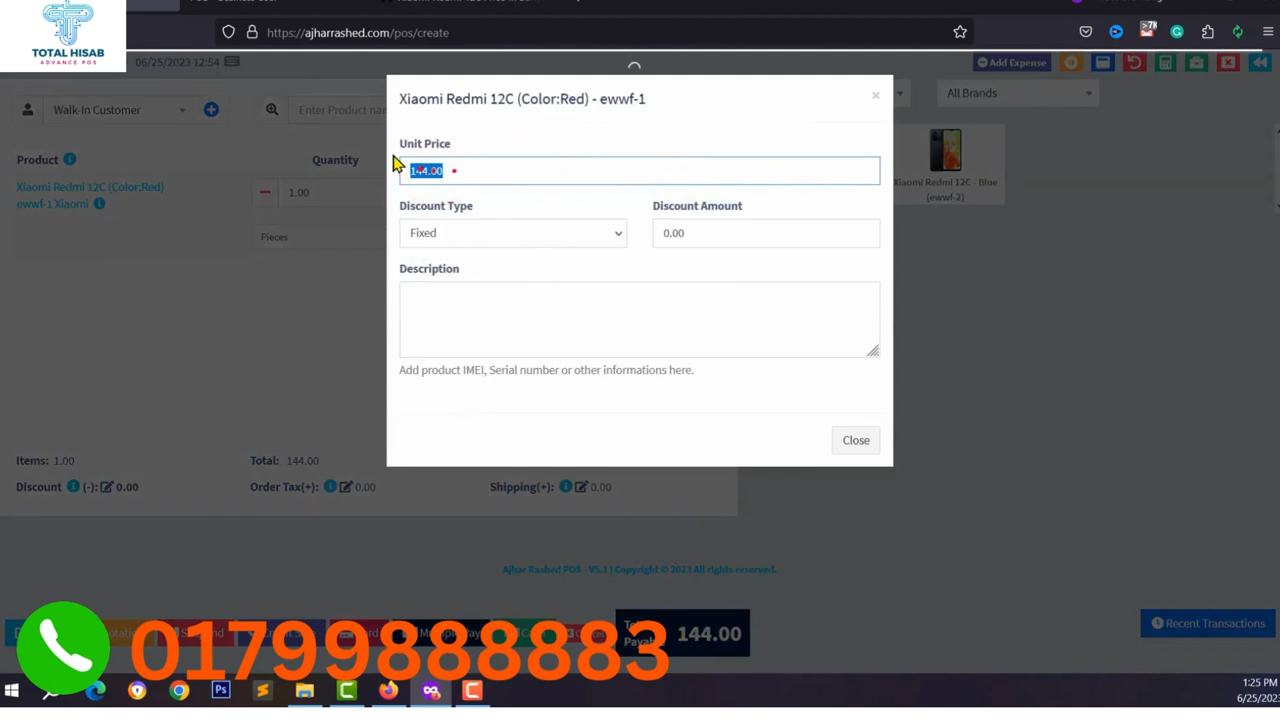 TOTAL HISAB
ADVANCE POS
https://ajharrashed.com/pos/create
>7K
06/25/2023 12:54
Add Expense
Walk-In Customer
Enter Product nam
All Brands
Xiaomi Redmi 12C (Color:Red) - ewwf-1
×
Unit Price
144.00
Product
Quantity
Xiaomi Redmi 12C (Color:Red)
ewwf-1 Xiaomi
1.00
Pieces
Xiaomi Redmi 12C - Blue
(ewwf-2)
Discount Type
Discount Amount
Fixed
0.00
Description
Add product IMEI, Serial number or other informations here.
Close
Items: 1.00
Total: 144.00
Discount (-): 0.00
Order Tax(+): 0.00
Shipping(+): 0.00
Ajhar Rashed POS - V5.1 | Copyright © 2023 All rights reserved.
144.00
Recent Transactions
01799888883
Ps
1:25 PM
6/25/2023